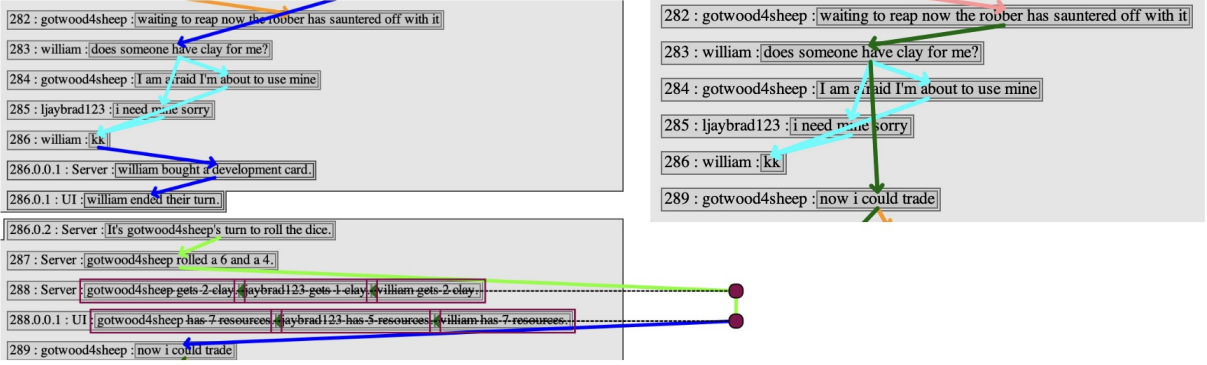 282 : gotwood4sheep : waiting to reap now the robber has sauntered off with it
283 : william : does someone have clay for me?
284 : gotwood4sheep : I am afraid I'm about to use mine
285 : ljaybrad123 : i need mine sorry
286 : william : kk
286.0.0.1 : Server : william bought a development card.
286.0.1 : UI : william ended their turn.
286.0.2 : Server : It's gotwood4sheep's turn to roll the dice.
287 : Server : gotwood4sheep rolled a 6 and a 4.
288 : Server : gotwood4sheep gets 2 clay. ljaybrad123 gets 1 clay. william gets 2 clay.
288.0.0.1 : UI : gotwood4sheep has 7 resources. ljaybrad123 has 5 resources. william has 7 resources.
289 : gotwood4sheep : now i could trade
282 : gotwood4sheep : waiting to reap now the robber has sauntered off with it
283 : william : does someone have clay for me?
284 : gotwood4sheep : I am afraid I'm about to use mine
285 : ljaybrad123 : i need mine sorry
286 : william : kk
289 : gotwood4sheep : now i could trade